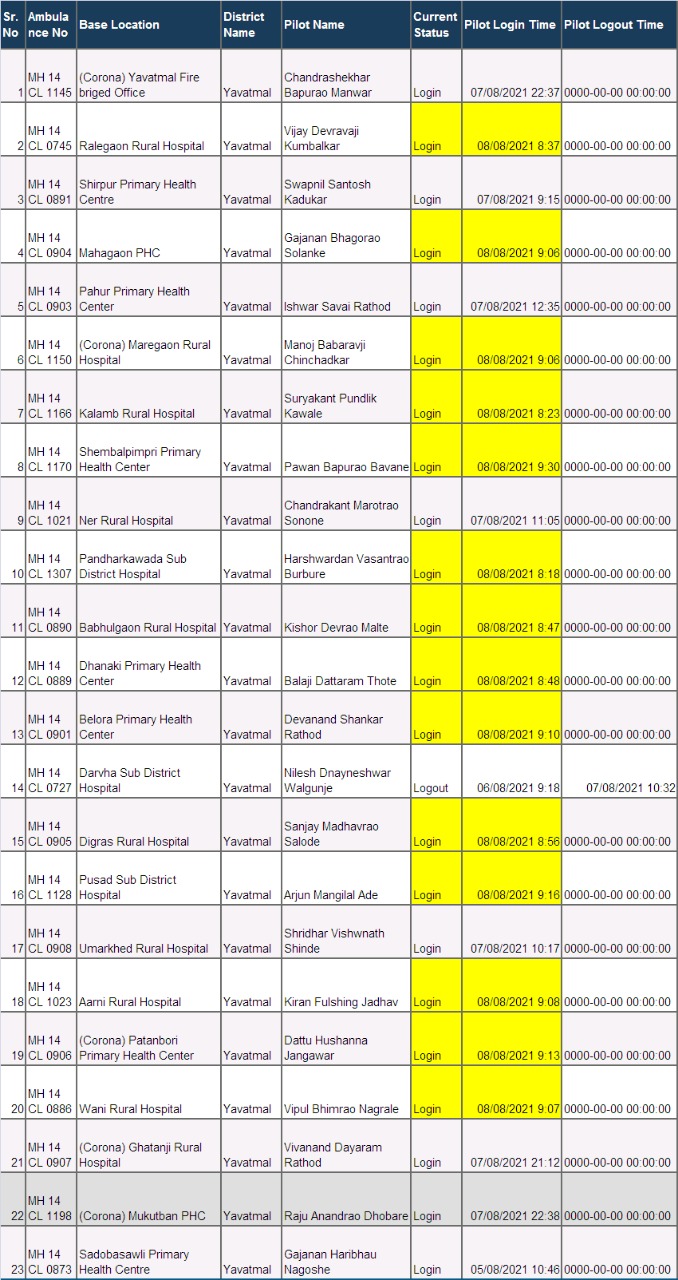 Sr. No Ambula nce No Base Location District Name Pilot Name Current Status Pilot Login Time Pilot Logout Time
1 MH 14 CL 1145 (Corona) Yavatmal Fire briged Office Yavatmal Chandrashekhar Bapurao Manwar Login 07/08/2021 22:37 0000-00-00 00:00:00
2 MH 14 CL 0745 Ralegaon Rural Hospital Yavatmal Vijay Devravaji Kumbalkar Login 08/08/2021 8:37 0000-00-00 00:00:00
3 MH 14 CL 0891 Shirpur Primary Health Centre Yavatmal Swapnil Santosh Kadukar Login 07/08/2021 9:15 0000-00-00 00:00:00
4 MH 14 CL 0904 Mahagaon PHC Yavatmal Gajanan Bhagorao Solanke Login 08/08/2021 9:06 0000-00-00 00:00:00
5 MH 14 CL 0903 Pahur Primary Health Center Yavatmal Ishwar Savai Rathod Login 07/08/2021 12:35 0000-00-00 00:00:00
6 MH 14 CL 1150 (Corona) Maregaon Rural Hospital Yavatmal Manoj Babaravji Chinchadkar Login 08/08/2021 9:06 0000-00-00 00:00:00
7 MH 14 CL 1166 Kalamb Rural Hospital Yavatmal Suryakant Pundlik Kawale Login 08/08/2021 8:23 0000-00-00 00:00:00
8 MH 14 CL 1170 Shembalpimpri Primary Health Center Yavatmal Pawan Bapurao Bavane Login 08/08/2021 9:30 0000-00-00 00:00:00
9 MH 14 CL 1021 Ner Rural Hospital Yavatmal Chandrakant Marotrao Sonone Login 07/08/2021 11:05 0000-00-00 00:00:00
10 MH 14 CL 1307 Pandharkawada Sub District Hospital Yavatmal Harshwardan Vasantrao Burbure Login 08/08/2021 8:18 0000-00-00 00:00:00
11 MH 14 CL 0890 Babhulgaon Rural Hospital Yavatmal Kishor Devrao Malte Login 08/08/2021 8:47 0000-00-00 00:00:00
12 MH 14 CL 0889 Dhanaki Primary Health Center Yavatmal Balaji Dattaram Thote Login 08/08/2021 8:48 0000-00-00 00:00:00
13 MH 14 CL 0901 Belora Primary Health Center Yavatmal Devanand Shankar Rathod Login 08/08/2021 9:10 0000-00-00 00:00:00
14 MH 14 CL 0727 Darvha Sub District Hospital Yavatmal Nilesh Dnayneshwar Walgunje Logout 06/08/2021 9:18 07/08/2021 10:32
15 MH 14 CL 0905 Digras Rural Hospital Yavatmal Sanjay Madhavrao Salode Login 08/08/2021 8:56 0000-00-00 00:00:00
16 MH 14 CL 1128 Pusad Sub District Hospital Yavatmal Arjun Mangilal Ade Login 08/08/2021 9:16 0000-00-00 00:00:00
17 MH 14 CL 0908 Umarkhed Rural Hospital Yavatmal Shridhar Vishwnath Shinde Login 07/08/2021 10:17 0000-00-00 00:00:00
18 MH 14 CL 1023 Aarni Rural Hospital Yavatmal Kiran Fulshing Jadhav Login 08/08/2021 9:08 0000-00-00 00:00:00
19 MH 14 CL 0906 (Corona) Patanbori Primary Health Center Yavatmal Dattu Hushanna Jangawar Login 08/08/2021 9:13 0000-00-00 00:00:00
20 MH 14 CL 0886 Wani Rural Hospital Yavatmal Vipul Bhimrao Nagrale Login 08/08/2021 9:07 0000-00-00 00:00:00
21 MH 14 CL 0907 (Corona) Ghatanji Rural Hospital Yavatmal Vivanand Dayaram Rathod Login 07/08/2021 21:12 0000-00-00 00:00:00
22 MH 14 CL 1198 (Corona) Mukutban PHC Yavatmal Raju Anandrao Dhobare Login 07/08/2021 22:38 0000-00-00 00:00:00
23 MH 14 CL 0873 Sadobasawli Primary Health Centre Yavatmal Gajanan Haribhau Nagoshe Login 05/08/2021 10:46 0000-00-00 00:00:00